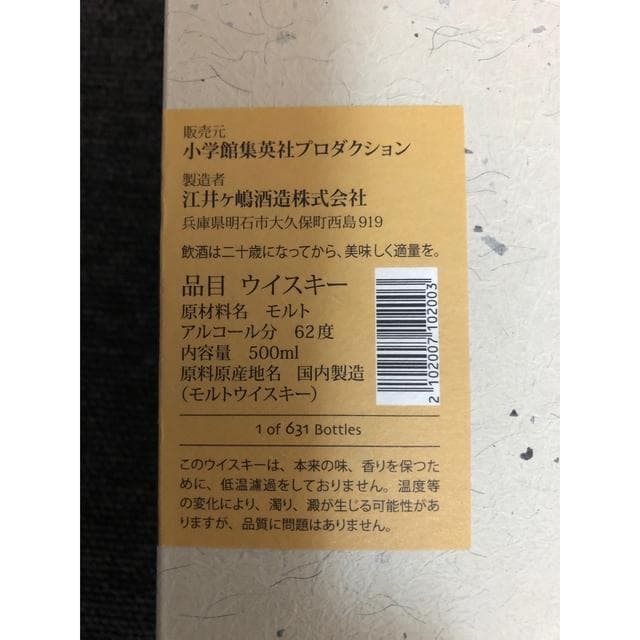 販売元
小学館集英社プロダクション
製造者
江井ヶ嶋酒造株式会社
兵庫県明石市大久保町西島919
飲酒は二十歳になってから、美味しく適量を。
品目 ウイスキー
原材料名 モルト
アルコール分 62度
内容量 500ml
原料原産地名 国内製造
（モルトウイスキー）
2102007102003
1 of 631 Bottles
このウイスキーは、本来の味、香りを保つた
めに、低温濾過をしておりません。温度等
の変化により、濁り、澱が生じる可能性があ
りますが、品質に問題はありません。